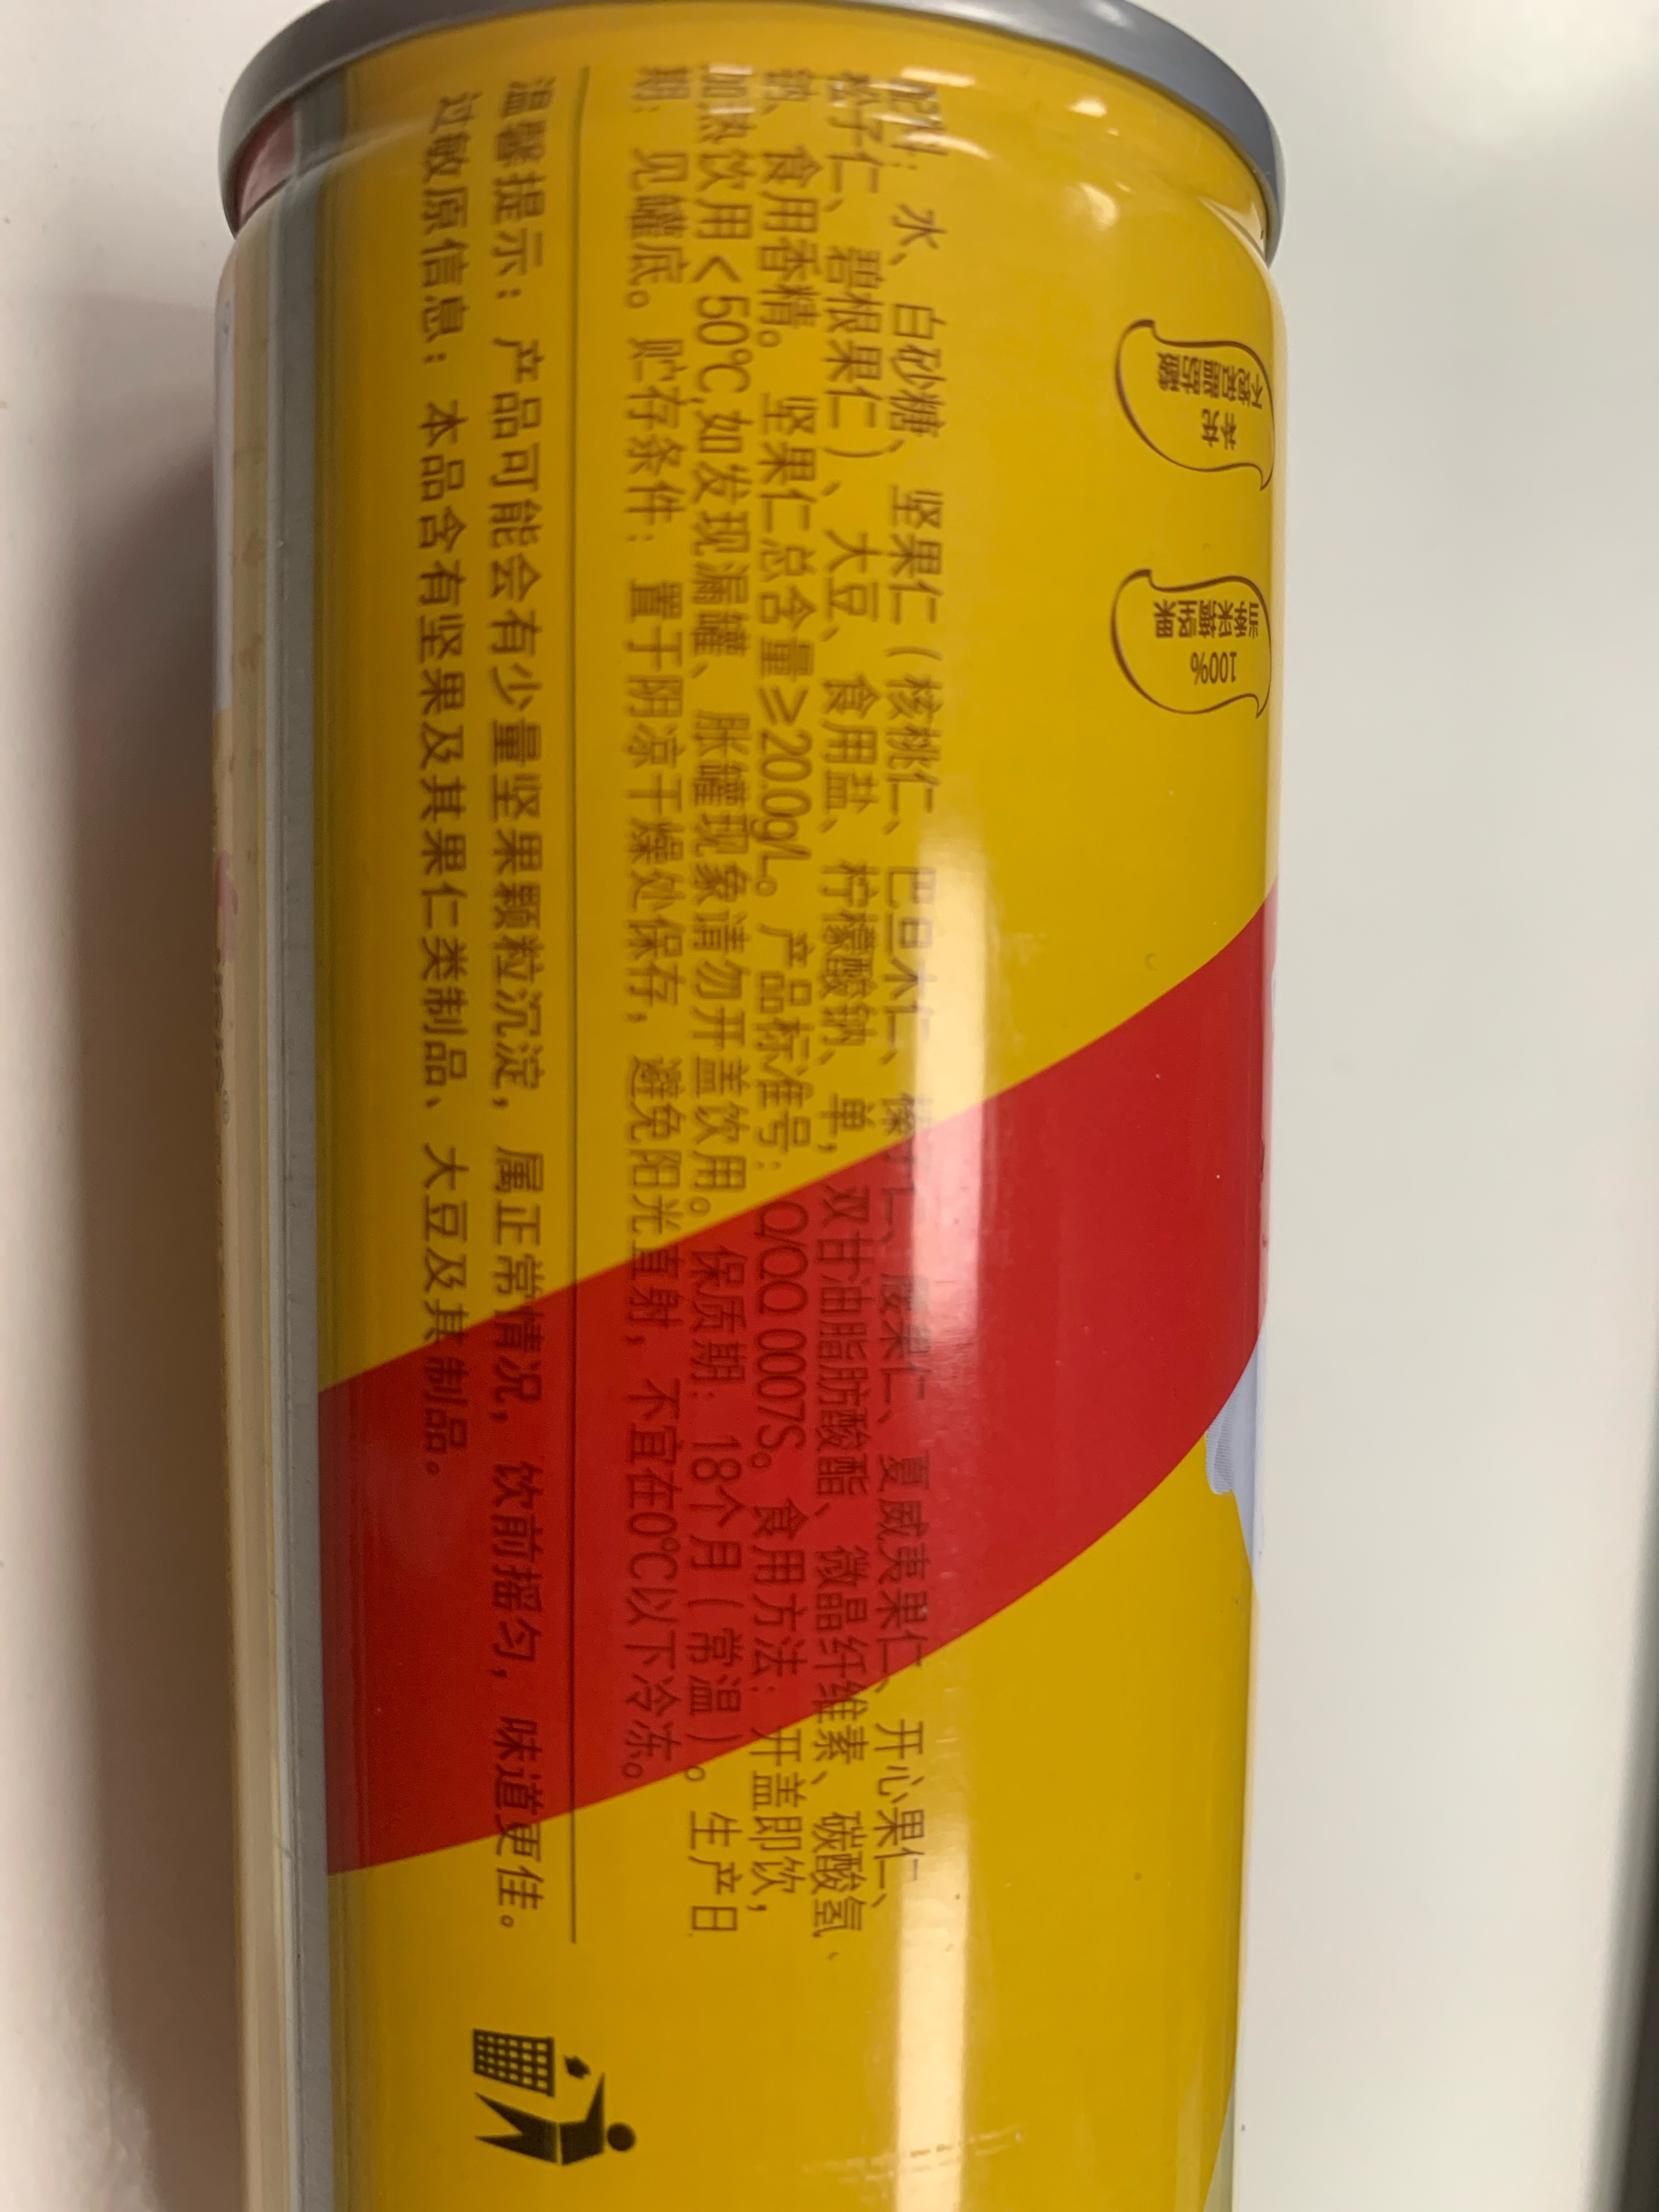 配料：水、白砂糖、坚果仁（核桃仁、巴旦木仁、榛子仁、腰果仁、夏威夷果仁、开心果仁、
松子仁、碧根果仁）、大豆、食用盐、柠檬酸钠、单，双甘油脂肪酸酯、微晶纤维素、碳酸氢
钠、食用香精。 坚果仁总含量≥20.0g/L。产品标准号：Q/QQ 0007S。食用方法：开盖即饮，
加热饮用＜50℃,如发现漏罐、胀罐现象请勿开盖饮用。保质期：18个月（常温）。生产日
期：见罐底。贮存条件：置于阴凉干燥处保存，避免阳光直射，不宜在0℃以下冷冻。
温馨提示：产品可能会有少量坚果颗粒沉淀，属正常情况，饮前摇匀，味道更佳。
过敏原信息：本品含有坚果及其果仁类制品、大豆及其制品。
100%
坚果
不饱和脂肪酸